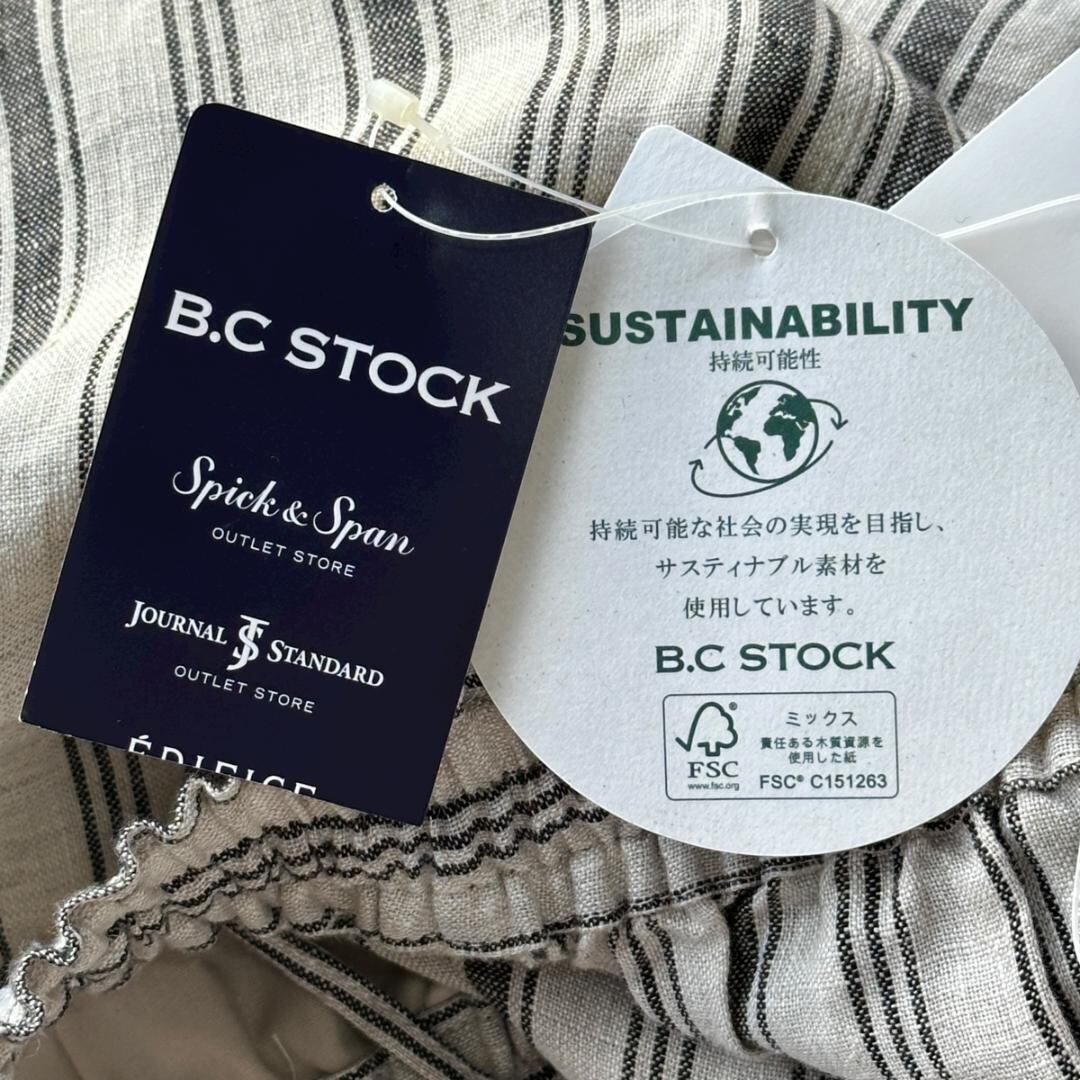 B.C STOCK
Spick & Span
OUTLET STORE
JOURNAL JS STANDARD
OUTLET STORE
ÉDIFICE
SUSTAINABILITY
持続可能性
持続可能な社会の実現を目指し、
サスティナブル素材を
使用しています。
B.C STOCK
FSC®
www.fsc.org
ミックス
責任ある木質資源を
使用した紙
FSC® C151263